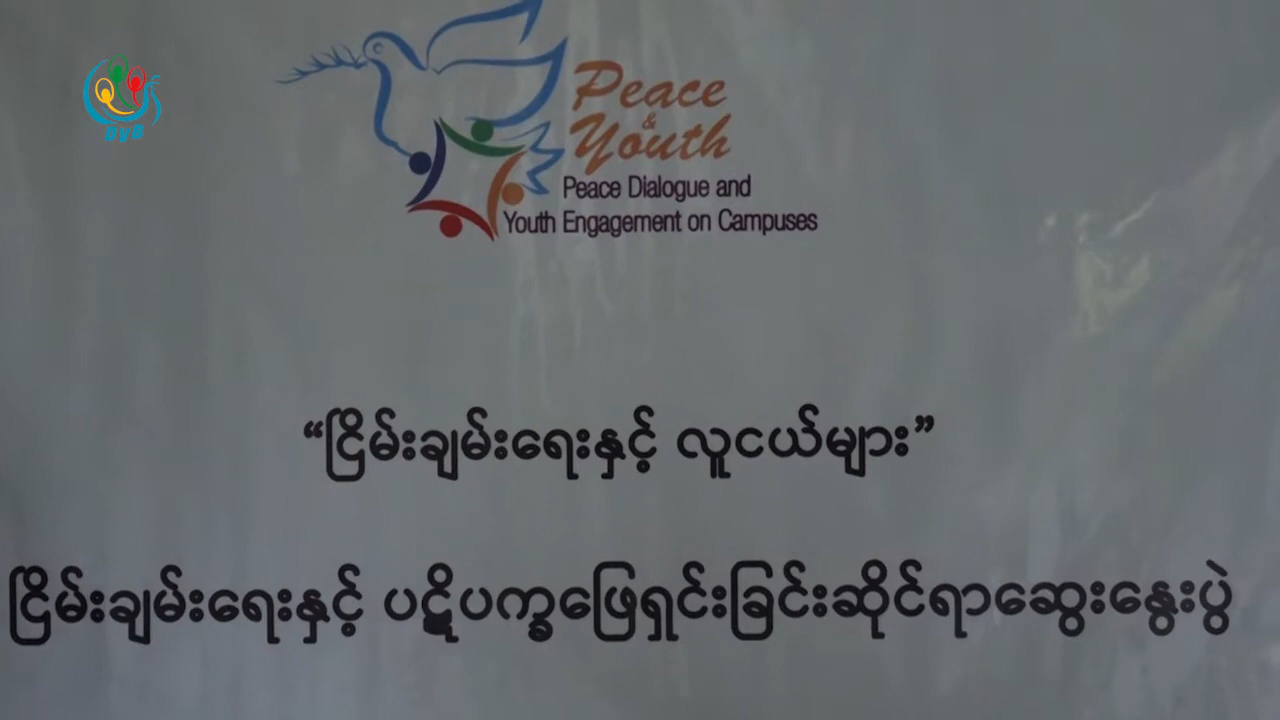 DVB
Peace
&
Youth
Peace Dialogue and
Youth Engagement on Campuses
“ငြိမ်းချမ်းရေးနှင့် လူငယ်များ”
ငြိမ်းချမ်းရေးနှင့် ပဋိပက္ခဖြေရှင်းခြင်းဆိုင်ရာဆွေးနွေးပွဲ